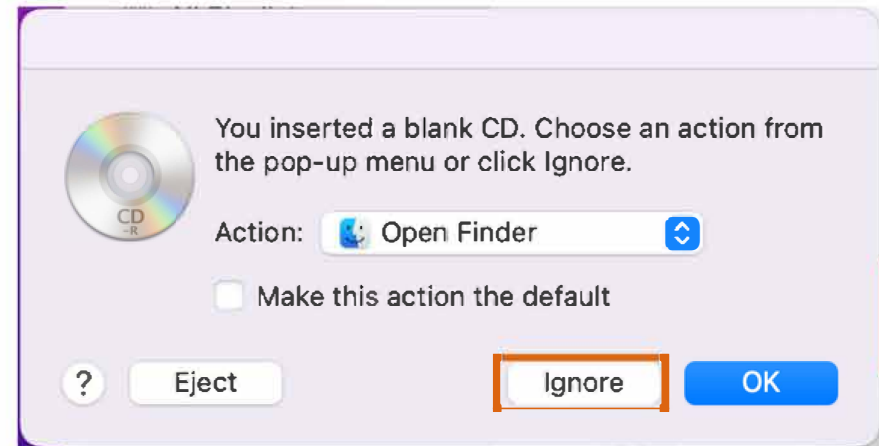 You inserted a blank CD. Choose an action from
the pop-up menu or click Ignore.
CD
-R
Action: Open Finder
Make this action the default
? Eject Ignore OK